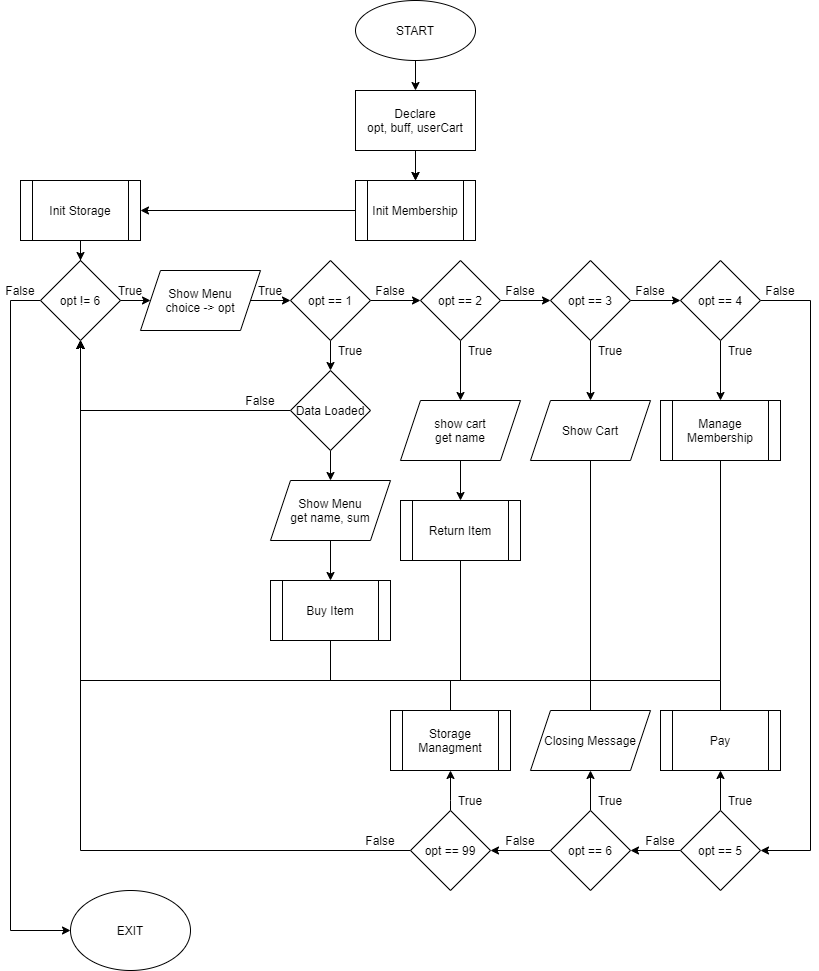 START
Declare
opt, buff, userCart
Init Storage
Init Membership
False
opt != 6
True
Show Menu
choice -> opt
True
opt == 1
False
opt == 2
False
opt == 3
False
opt == 4
False
True
True
True
True
False
Data Loaded
show cart
get name
Show Cart
Manage
Membership
Show Menu
get name, sum
Return Item
Buy Item
Storage
Managment
Closing Message
Pay
True
True
True
False
opt == 99
False
opt == 6
False
opt == 5
EXIT